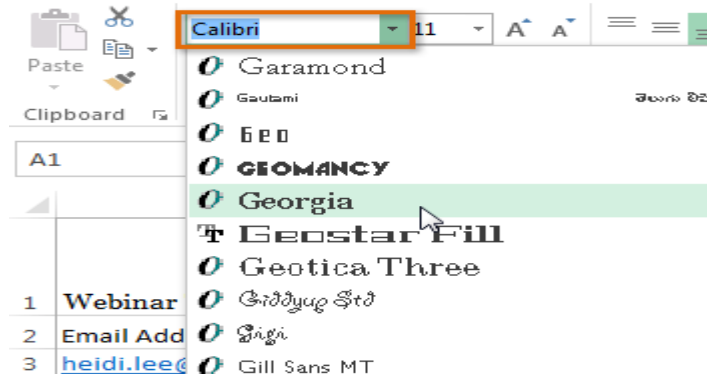 Calibri 11 A A
Paste
Garamond
Gautami
Clipboard
Geo
A1
GEOMANCY
Georgia
Geostar Fill
Geotica Three
1 Webinar
Giddyup Std
2 Email Add
Gigi
3 heidi.lee@
Gill Sans MT